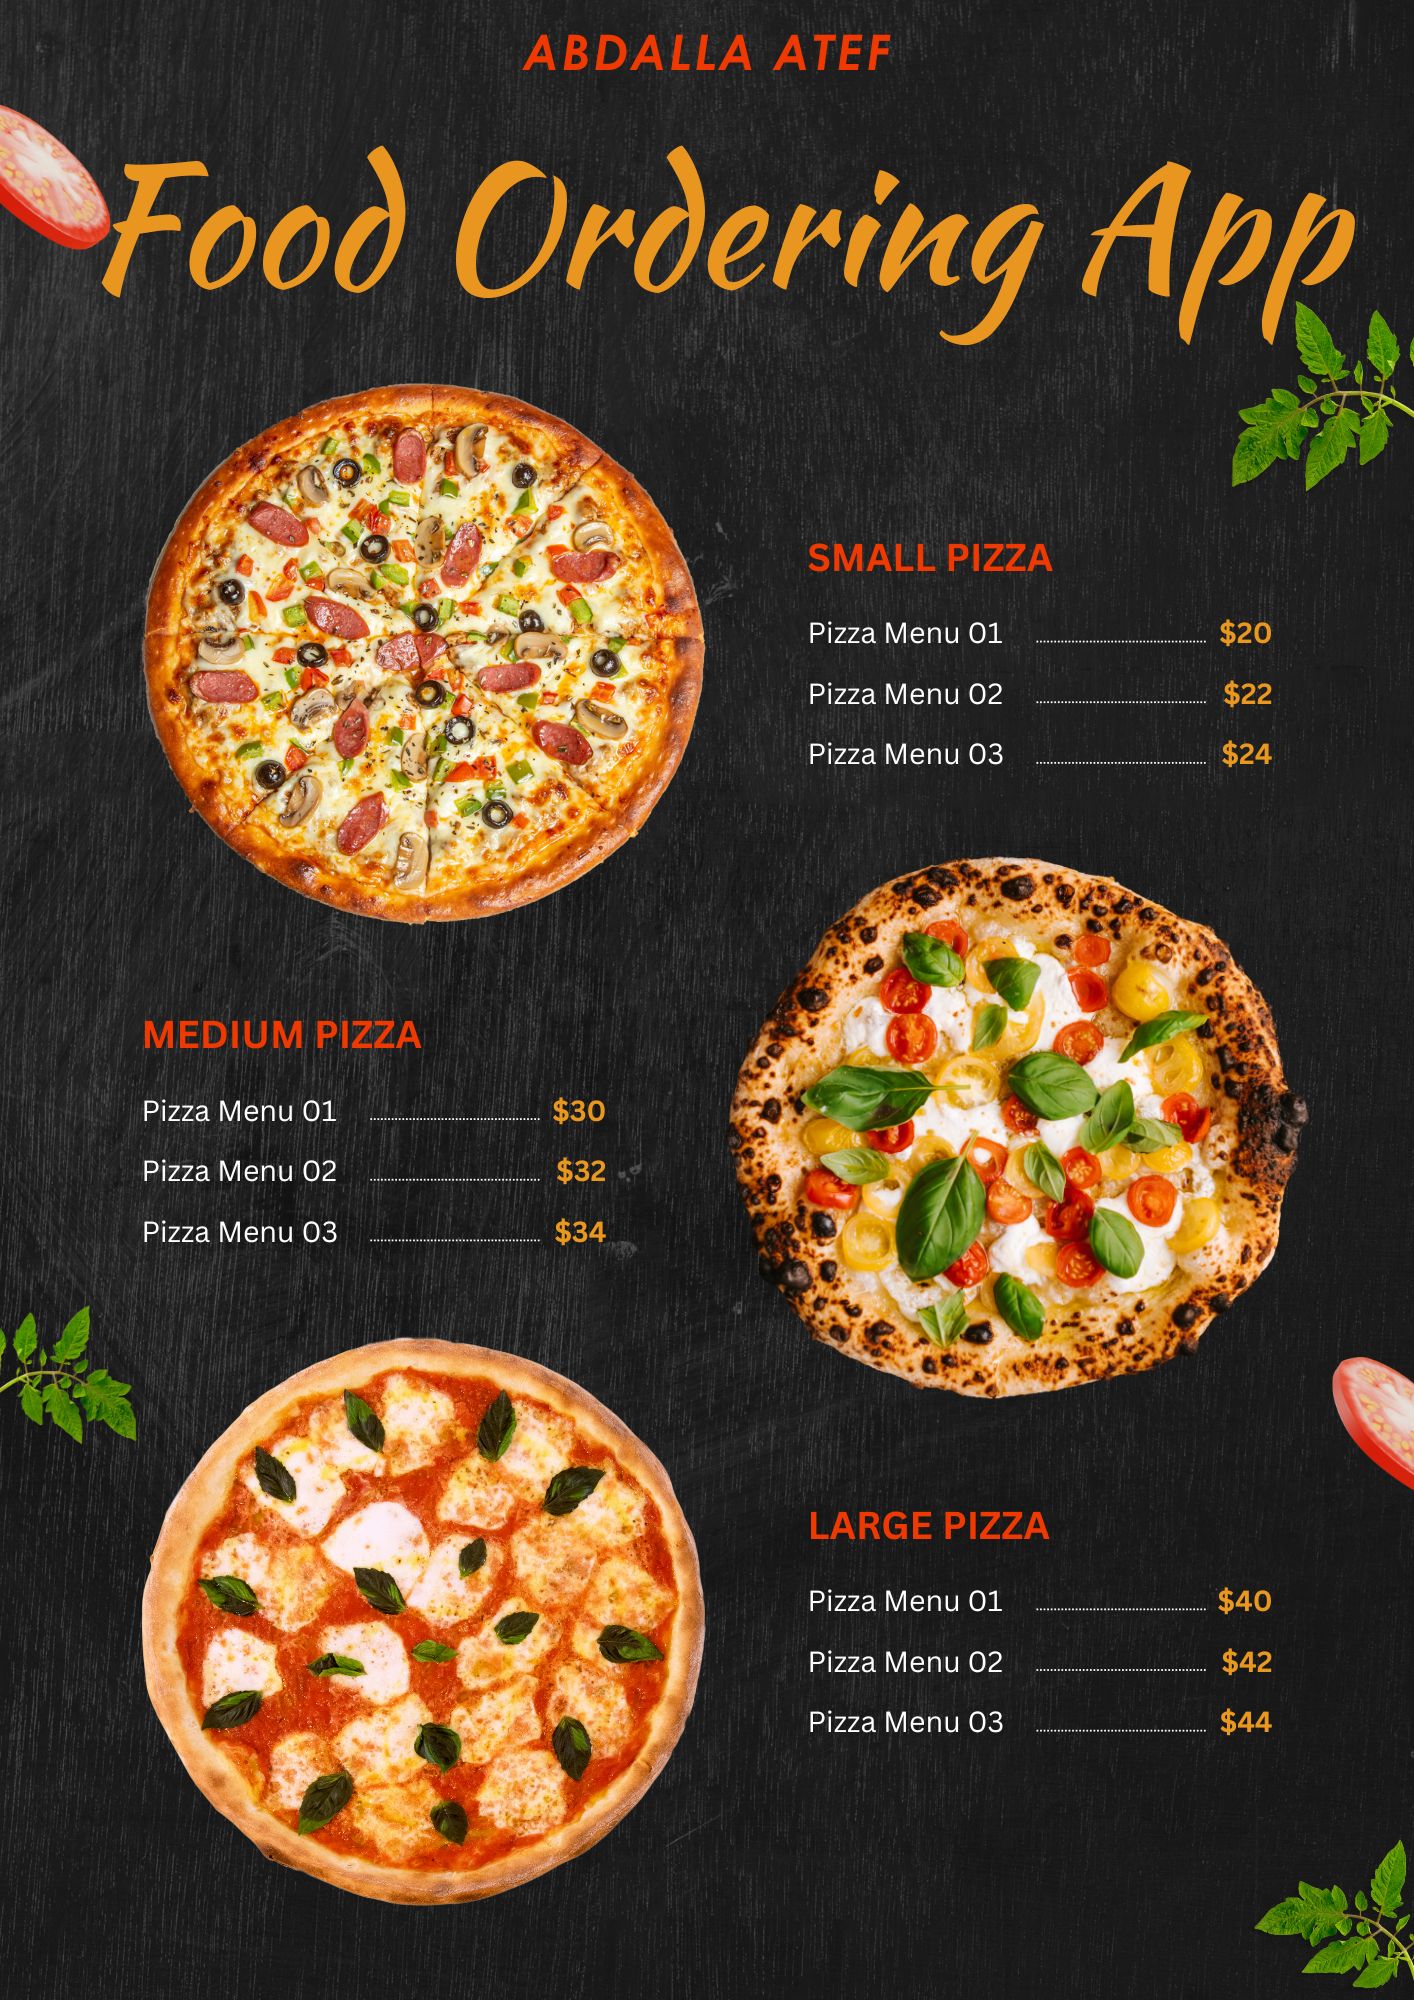 ABDALLA ATEF
Food Ordering App
SMALL PIZZA
Pizza Menu 01 $20
Pizza Menu 02 $22
Pizza Menu 03 $24
MEDIUM PIZZA
Pizza Menu 01 $30
Pizza Menu 02 $32
Pizza Menu 03 $34
LARGE PIZZA
Pizza Menu 01 $40
Pizza Menu 02 $42
Pizza Menu 03 $44